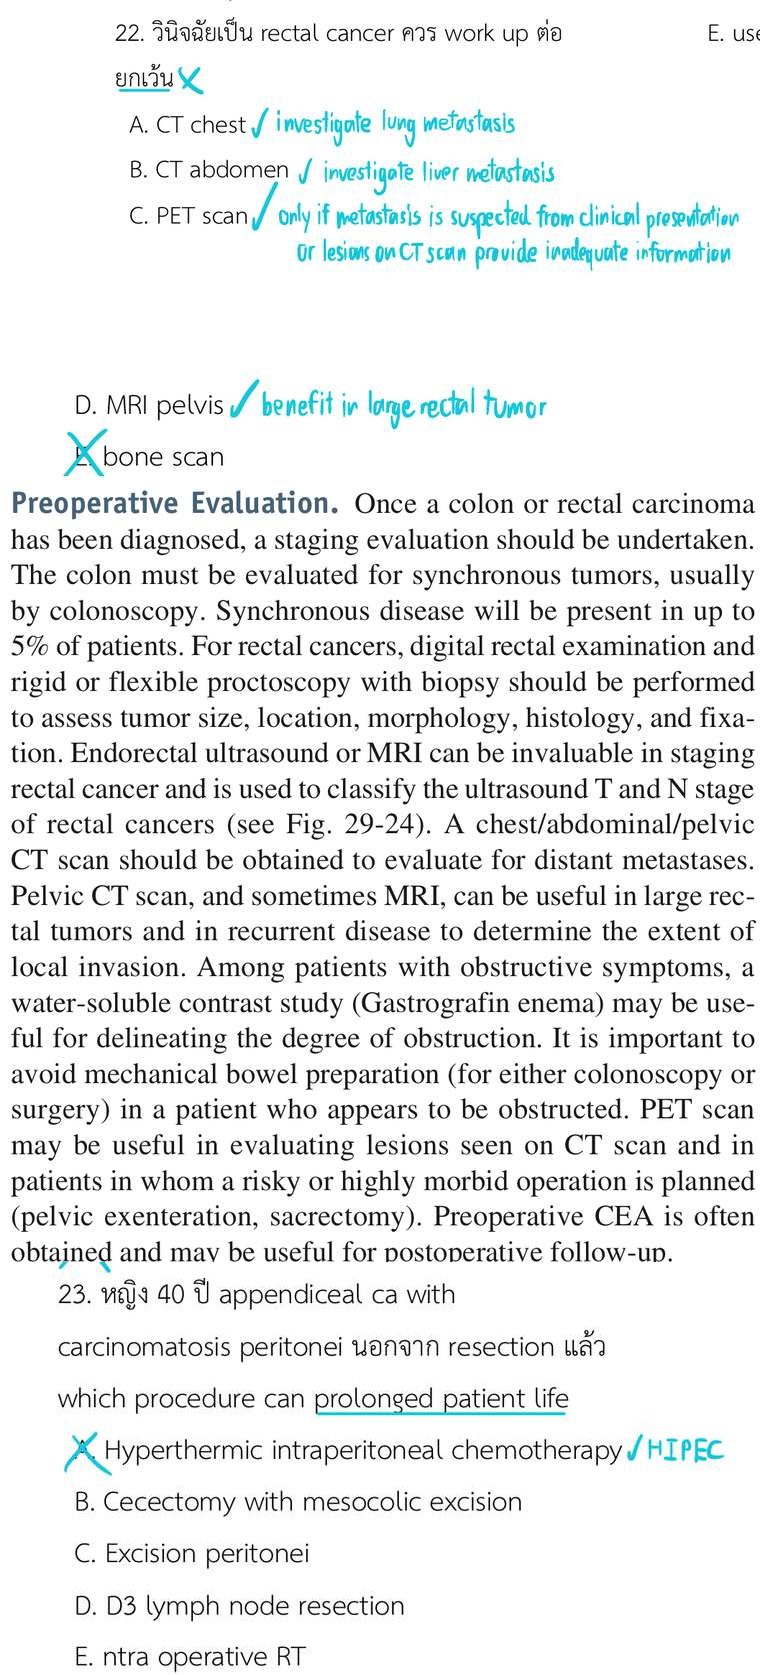 22. วินิจฉัยเป็น rectal cancer ควร work up ต่อ
E. use
ยกเว้น
A. CT chest ✓ investigate lung metastasis
B. CT abdomen ✓ investigate liver metastasis
C. PET scan ✓ only if metastasis is suspected from clinical presentation
or lesions on CT scan provide inadequate information
D. MRI pelvis ✓ benefit in large rectal tumor
E. bone scan
Preoperative Evaluation. Once a colon or rectal carcinoma
has been diagnosed, a staging evaluation should be undertaken.
The colon must be evaluated for synchronous tumors, usually
by colonoscopy. Synchronous disease will be present in up to
5% of patients. For rectal cancers, digital rectal examination and
rigid or flexible proctoscopy with biopsy should be performed
to assess tumor size, location, morphology, histology, and fixa-
tion. Endorectal ultrasound or MRI can be invaluable in staging
rectal cancer and is used to classify the ultrasound T and N stage
of rectal cancers (see Fig. 29-24). A chest/abdominal/pelvic
CT scan should be obtained to evaluate for distant metastases.
Pelvic CT scan, and sometimes MRI, can be useful in large rec-
tal tumors and in recurrent disease to determine the extent of
local invasion. Among patients with obstructive symptoms, a
water-soluble contrast study (Gastrografin enema) may be use-
ful for delineating the degree of obstruction. It is important to
avoid mechanical bowel preparation (for either colonoscopy or
surgery) in a patient who appears to be obstructed. PET scan
may be useful in evaluating lesions seen on CT scan and in
patients in whom a risky or highly morbid operation is planned
(pelvic exenteration, sacrectomy). Preoperative CEA is often
obtained and may be useful for postoperative follow-up.
23. หญิง 40 ปี appendiceal ca with
carcinomatosis peritonei นอกจาก resection แล้ว
which procedure can prolonged patient life
A. Hyperthermic intraperitoneal chemotherapy ✓ HIPEC
B. Cecectomy with mesocolic excision
C. Excision peritonei
D. D3 lymph node resection
E. ntra operative RT